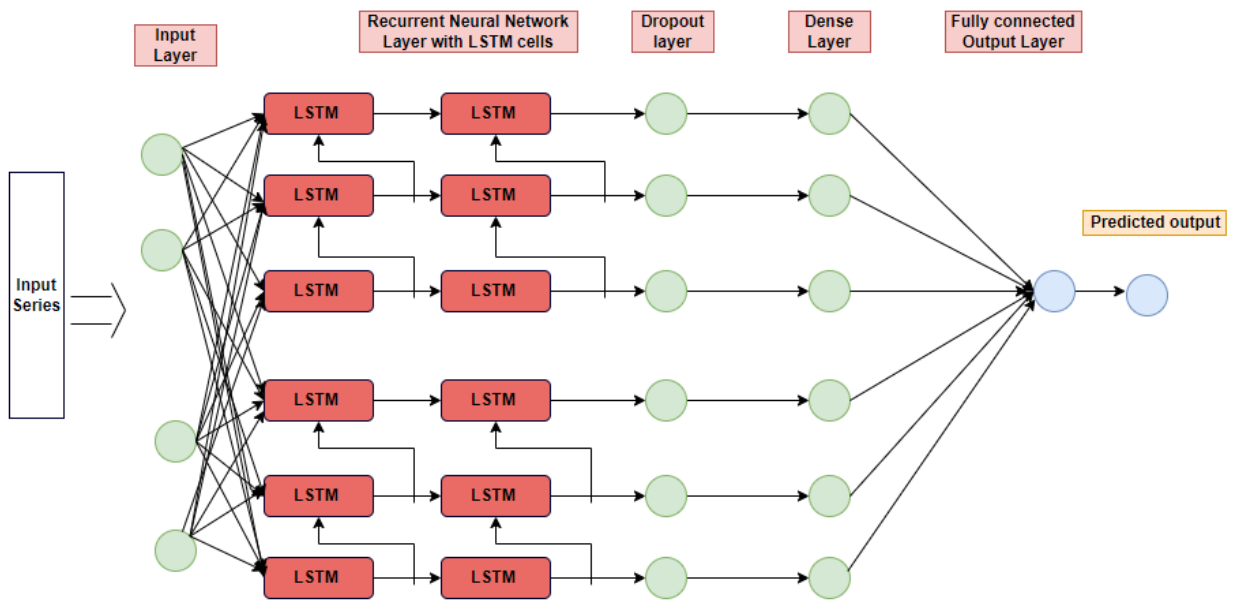 Input
Layer
Recurrent Neural Network
Layer with LSTM cells
Dropout
layer
Dense
Layer
Fully connected
Output Layer
LSTM
LSTM
LSTM
LSTM
Predicted output
Input
Series
LSTM
LSTM
LSTM
LSTM
LSTM
LSTM
LSTM
LSTM